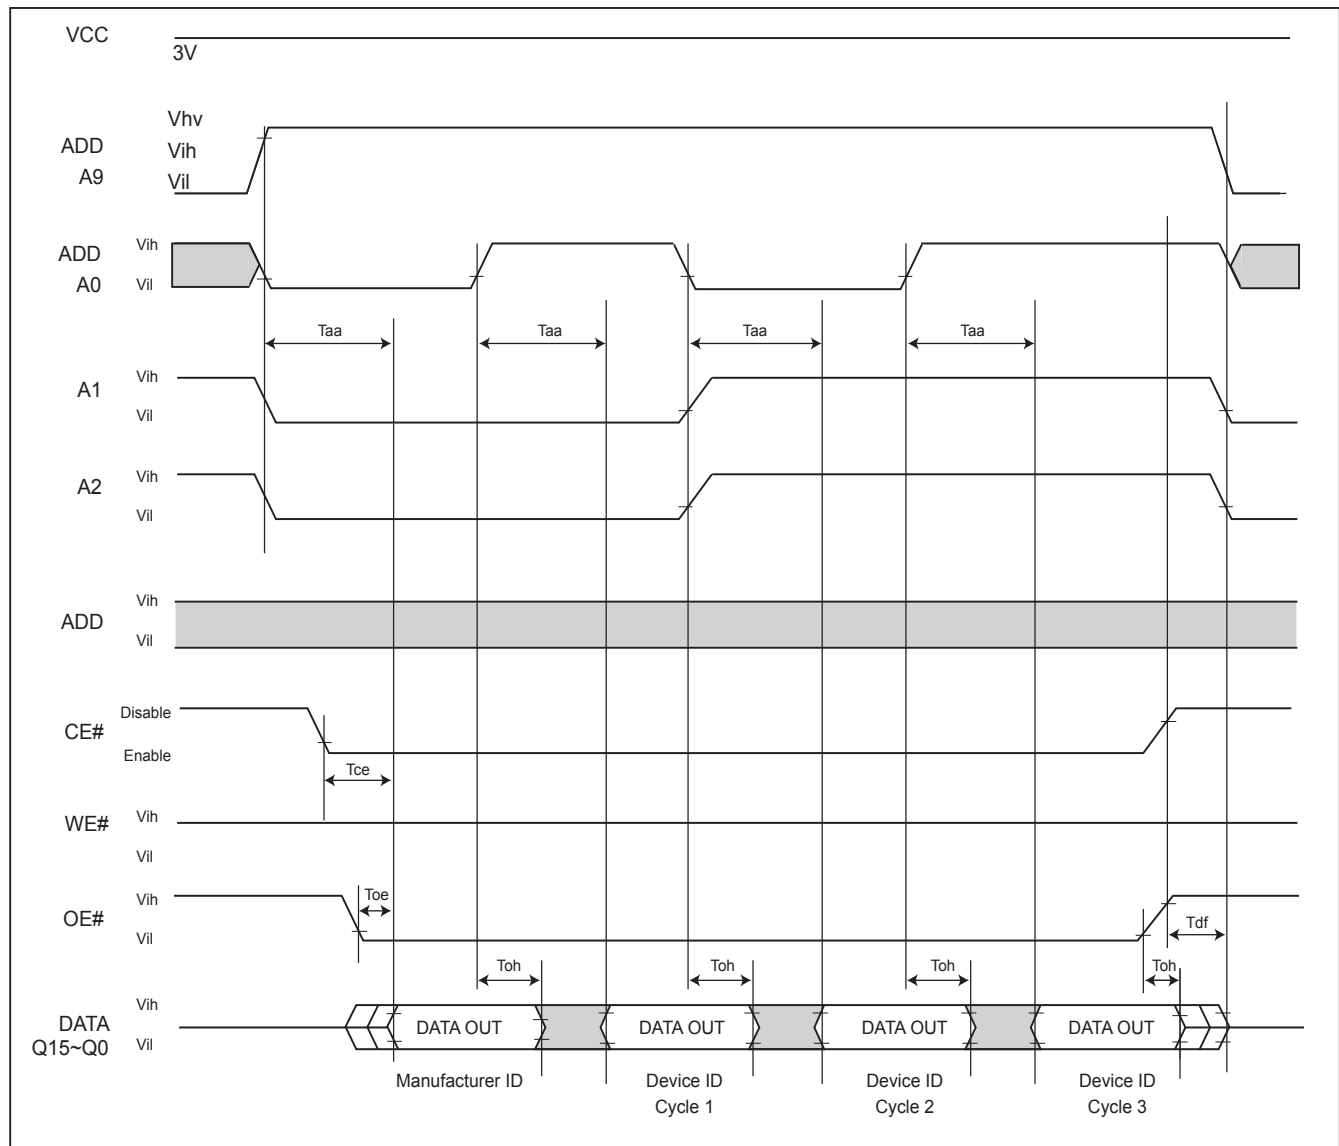 VCC
3V
Vhv
ADD
Vih
A9
Vil
ADD
Vih
A0
Vil
Taa
Taa
Taa
Taa
A1
Vih
Vil
A2
Vih
Vil
ADD
Vih
Vil
CE#
Disable
Enable
Tce
WE#
Vih
Vil
OE#
Vih
Vil
Toe
Tdf
Toh
Toh
Toh
Toh
DATA
Q15~Q0
Vih
Vil
DATA OUT
DATA OUT
DATA OUT
DATA OUT
Manufacturer ID
Device ID
Cycle 1
Device ID
Cycle 2
Device ID
Cycle 3